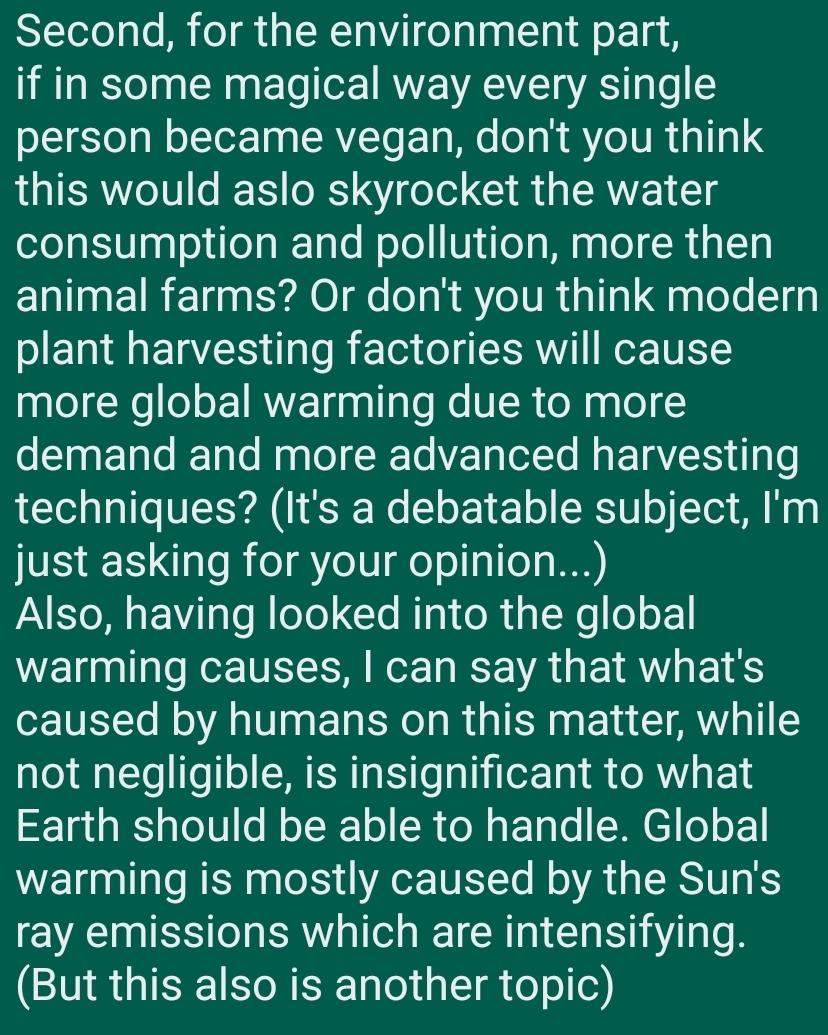 Second, for the environment part,
if in some magical way every single
person became vegan, don't you think
this would aslo skyrocket the water
consumption and pollution, more then
animal farms? Or don't you think modern
plant harvesting factories will cause
more global warming due to more
demand and more advanced harvesting
techniques? (It's a debatable subject, I'm
just asking for your opinion...)
Also, having looked into the global
warming causes, I can say that what's
caused by humans on this matter, while
not negligible, is insignificant to what
Earth should be able to handle. Global
warming is mostly caused by the Sun's
ray emissions which are intensifying.
(But this also is another topic)